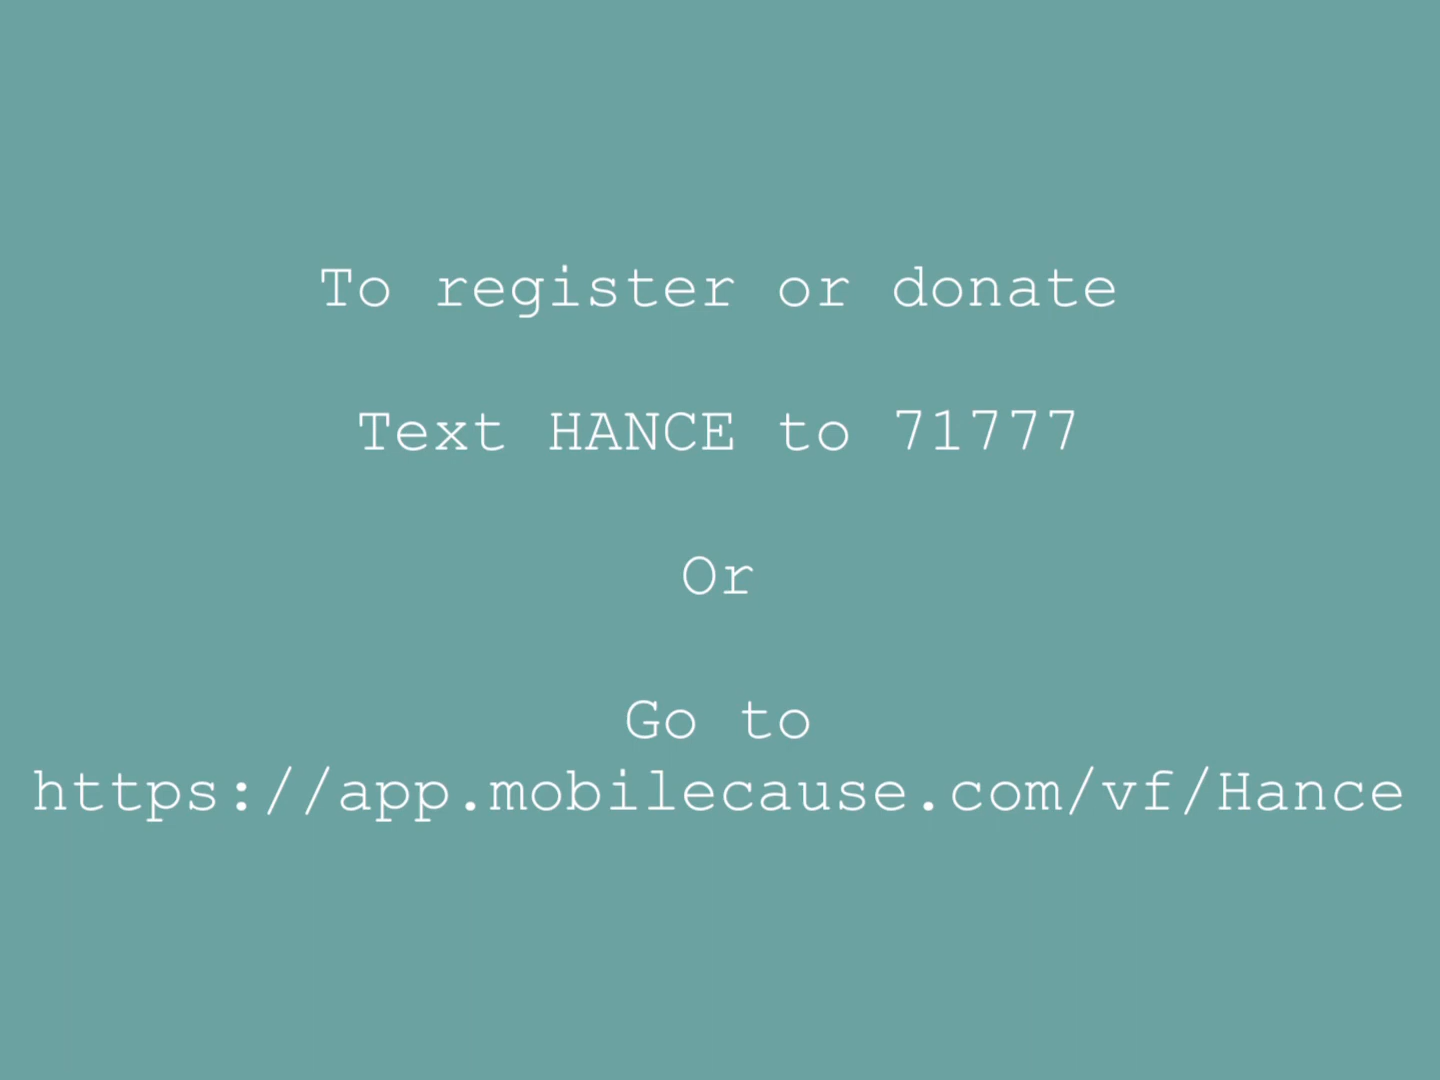 To register or donate
Text HANCE to 71777
Or
Go to
https://app.mobilecause.com/vf/Hance